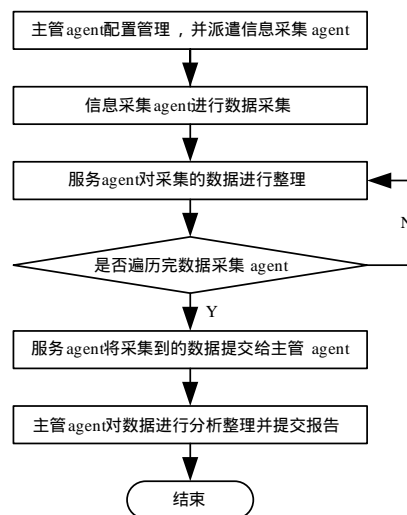 主管agent配置管理，并派遣信息采集agent
信息采集agent进行数据采集
服务agent对采集的数据进行整理
N
是否遍历完数据采集 agent
Y
服务agent将采集到的数据提交给主管 agent
主管agent对数据进行分析整理并提交报告
结束